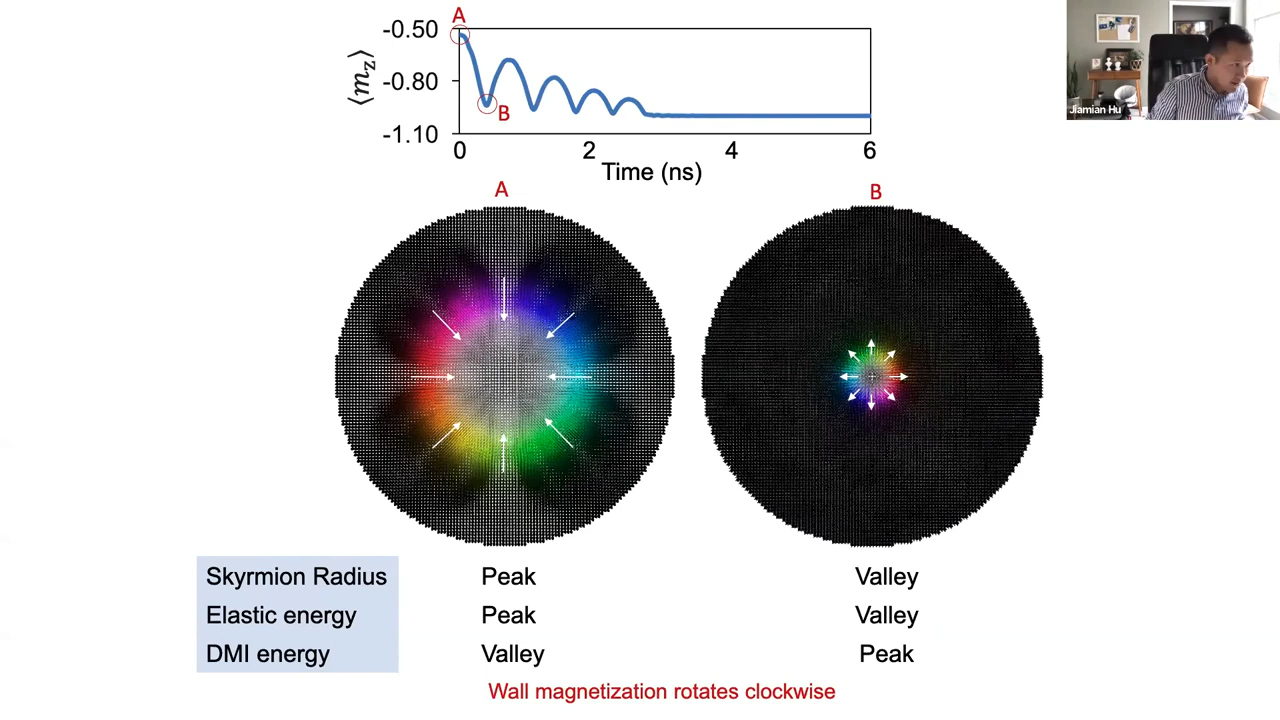 A
-0.50
-0.80
-1.10
⟨m_z⟩
B
0 2 4 6
Time (ns)
Jiamian Hu
A B
Skyrmion Radius Peak Valley
Elastic energy Peak Valley
DMI energy Valley Peak
Wall magnetization rotates clockwise